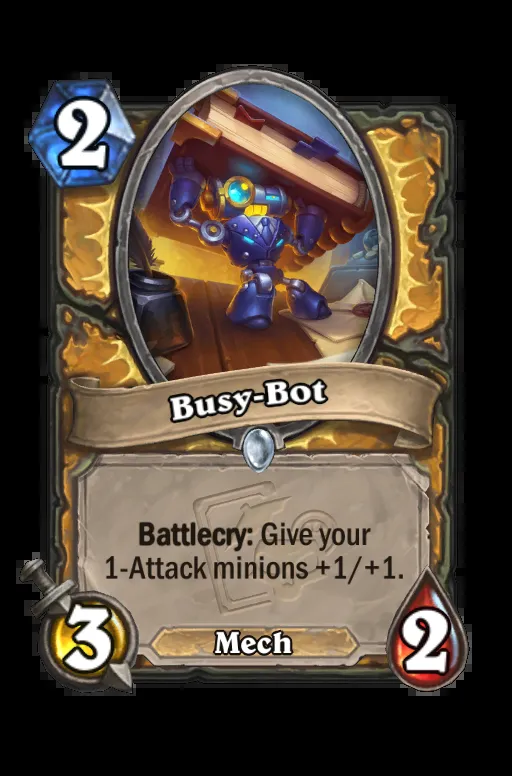 2
Busy-Bot
Battlecry: Give your
1-Attack minions +1/+1.
3
Mech
2